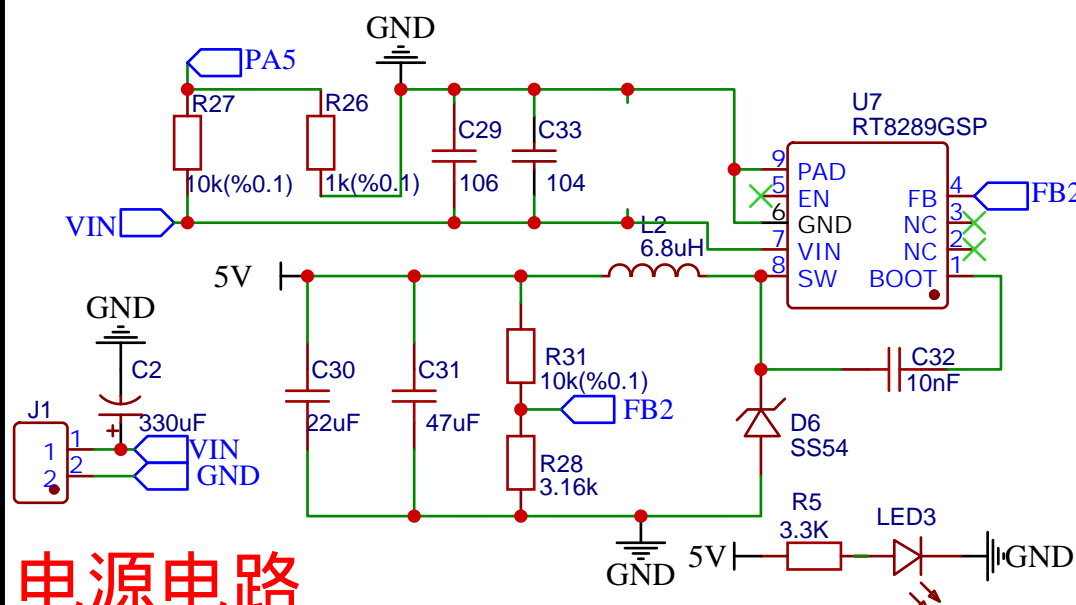 GND
PA5
R27
R26
10k(%0.1)
1k(%0.1)
C29
106
C33
104
VIN
U7
RT8289GSP
9
PAD
5
EN
6
GND
7
VIN
8
SW
FB
4
NC
3
NC
2
BOOT
1
FB2
L2
6.8uH
5V
C30
22uF
C31
47uF
R31
10k(%0.1)
FB2
R28
3.16k
C32
10nF
D6
SS54
GND
C2
330uF
+
J1
1
1
2
2
VIN
GND
GND
R5
3.3K
LED3
5V
GND
电源电路